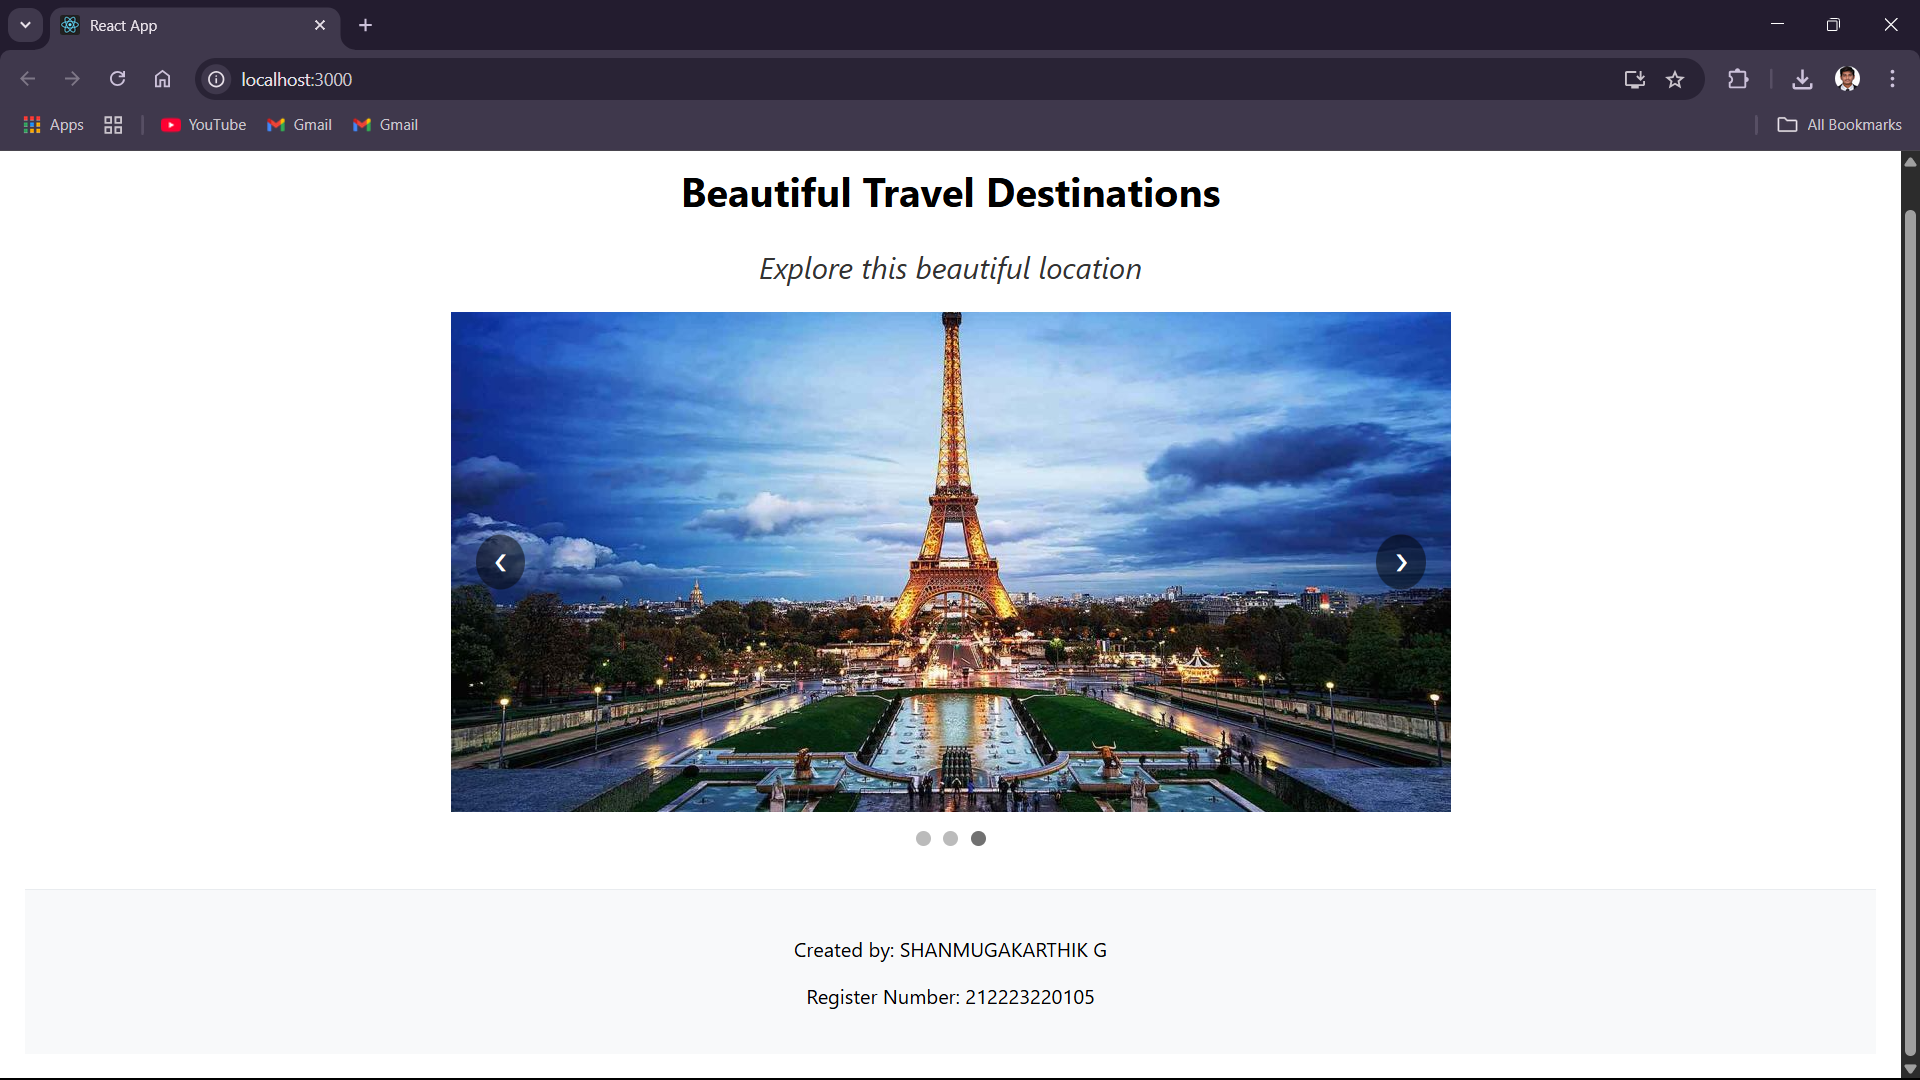 React App
localhost:3000
Apps YouTube Gmail Gmail All Bookmarks
Beautiful Travel Destinations
Explore this beautiful location
❮ ❯
Created by: SHANMUGAKARTHIK G
Register Number: 212223220105